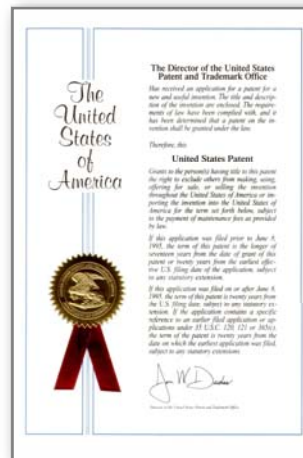 The
United
States
of
America
The Director of the United States
Patent and Trademark Office
Has received an application for a patent for a
new and useful invention. The title and descrip-
tion of the invention are enclosed. The require-
ments of law have been complied with, and it
has been determined that a patent on the in-
vention shall be granted under the law.
Therefore, this
United States Patent
Grants to the person(s) having title to this patent
the right to exclude others from making, using,
offering for sale, or selling the invention
throughout the United States of America or im-
porting the invention into the United States of
America for the term set forth below, subject
to the payment of maintenance fees as provided
by law.
If this application was filed prior to June 8,
1995, the term of this patent is the longer of
seventeen years from the date of grant of this
patent or twenty years from the earliest effec-
tive U.S. filing date of the application, subject
to any statutory extension.
If this application was filed on or after June 8,
1995, the term of this patent is twenty years from
the U.S. filing date, subject to any statutory ex-
tension. If the application contains a specific
reference to an earlier filed application or ap-
plications under 35 U.S.C. 120, 121 or 365(c),
the term of the patent is twenty years from the
date on which the earliest application was filed,
subject to any statutory extensions.
Jon W Dudas
Director of the United States Patent and Trademark Office